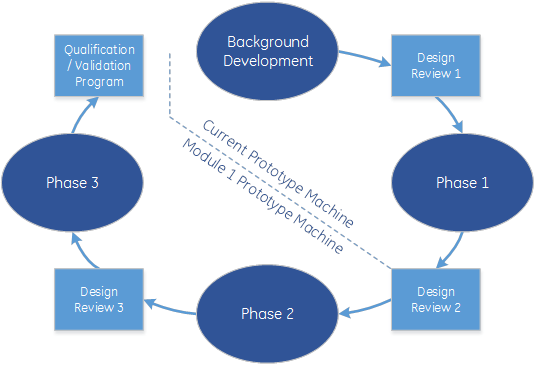 Background
Development
Design
Review 1
Phase 1
Design
Review 2
Phase 2
Design
Review 3
Phase 3
Qualification
/ Validation
Program
Current Prototype Machine
Module 1 Prototype Machine